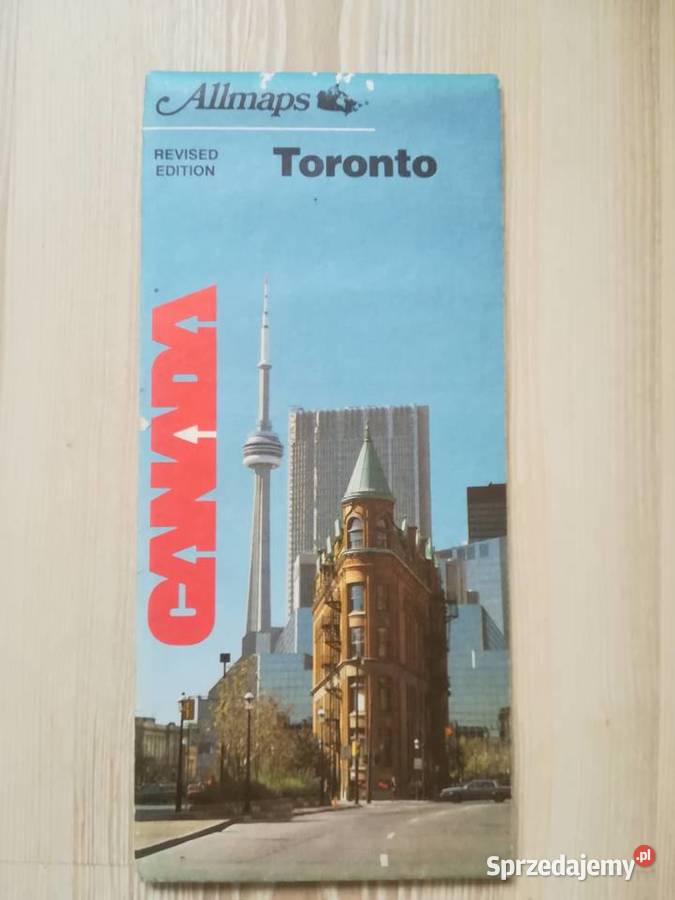 Allmaps
REVISED
EDITION
Toronto
CANADA
Sprzedajemy.pl